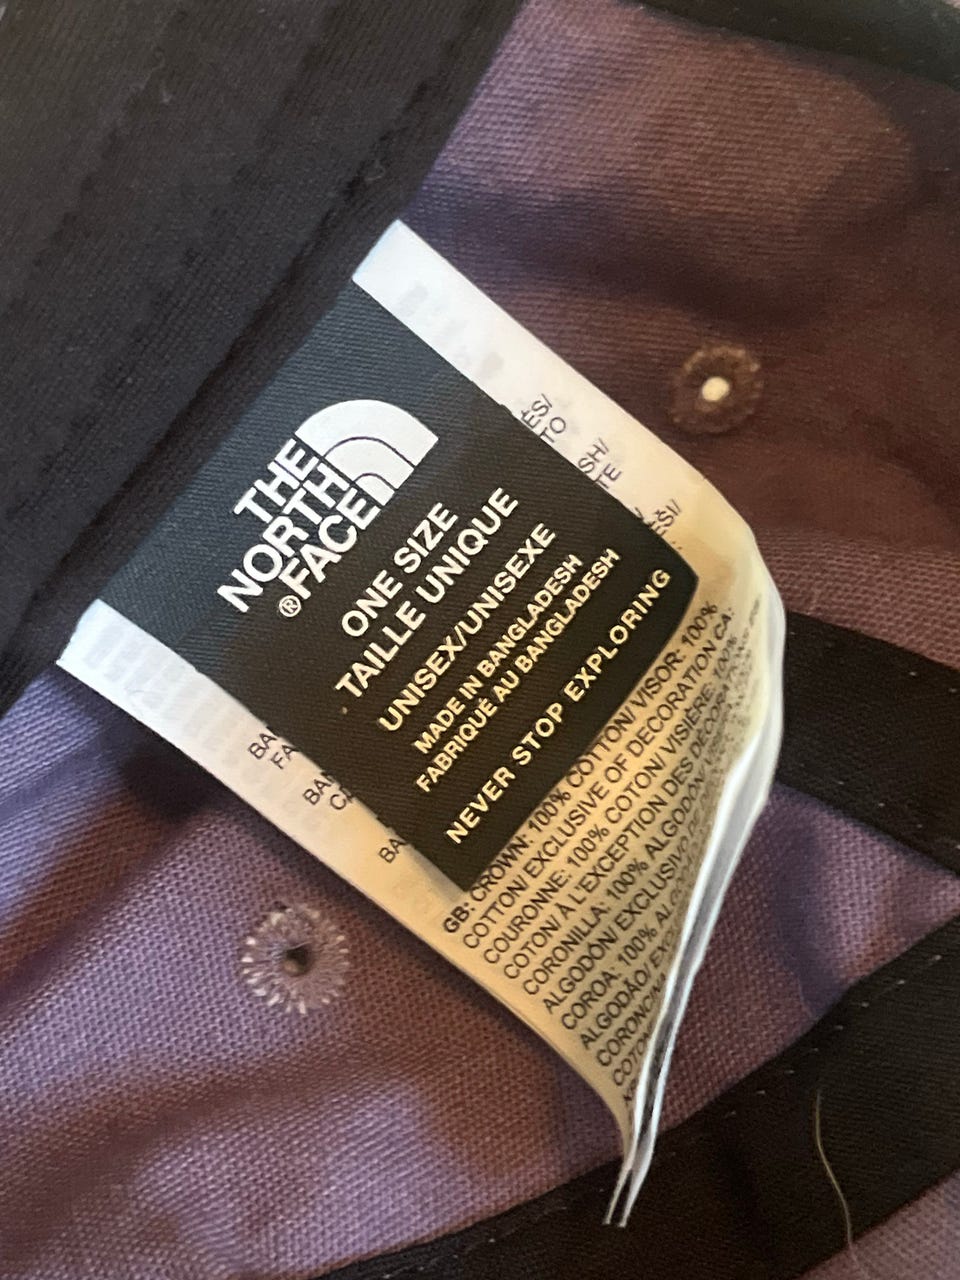 THE
NORTH
FACE®
ONE SIZE
TAILLE UNIQUE
UNISEX/UNISEXE
MADE IN BANGLADESH
FABRIQUÉ AU BANGLADESH
NEVER STOP EXPLORING
GB: CROWN: 100% COTTON/ VISOR: 100%
COTTON/ EXCLUSIVE OF DECORATION CA:
COURONNE: 100% COTON/ VISIÈRE: 100%
COTON/ À L'EXCEPTION DES
CORONILLA: 100% ALGODÓN/
ALGODÓN/ EXCLUSIVO
COROA: 100%
ALGODÃO/